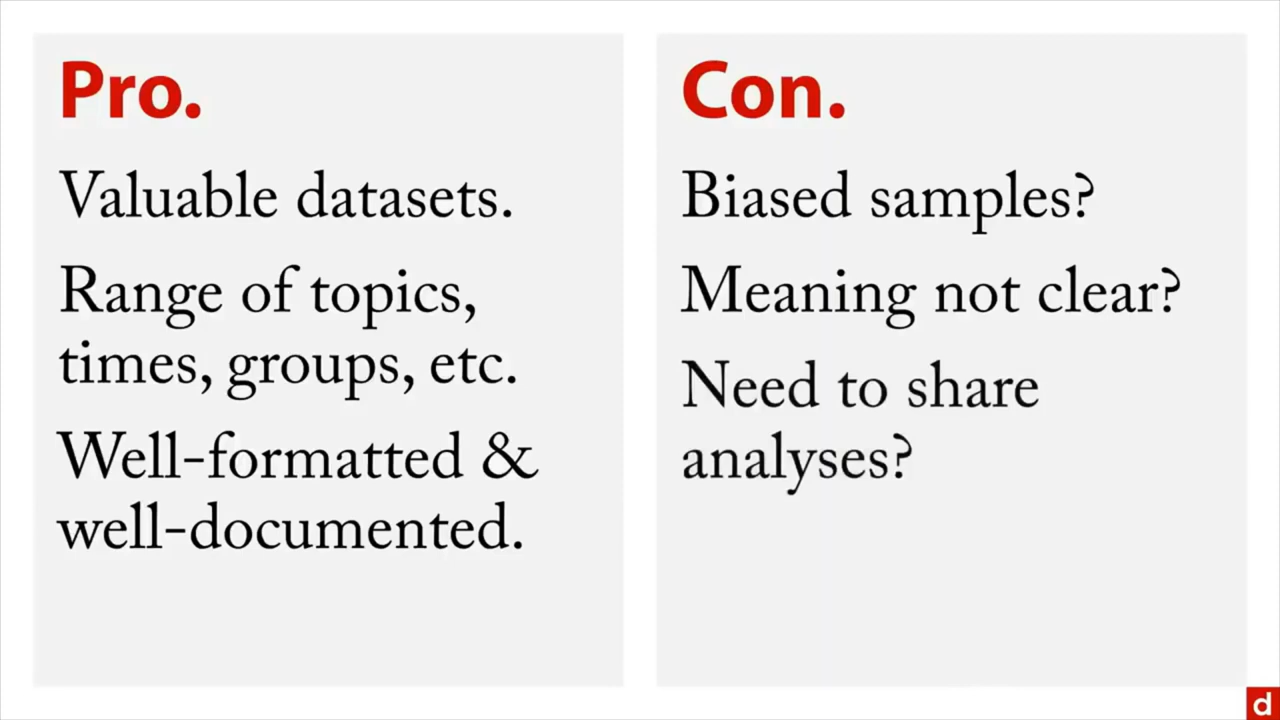 Pro.
Valuable datasets.
Range of topics,
times, groups, etc.
Well-formatted &
well-documented.
Con.
Biased samples?
Meaning not clear?
Need to share
analyses?
d